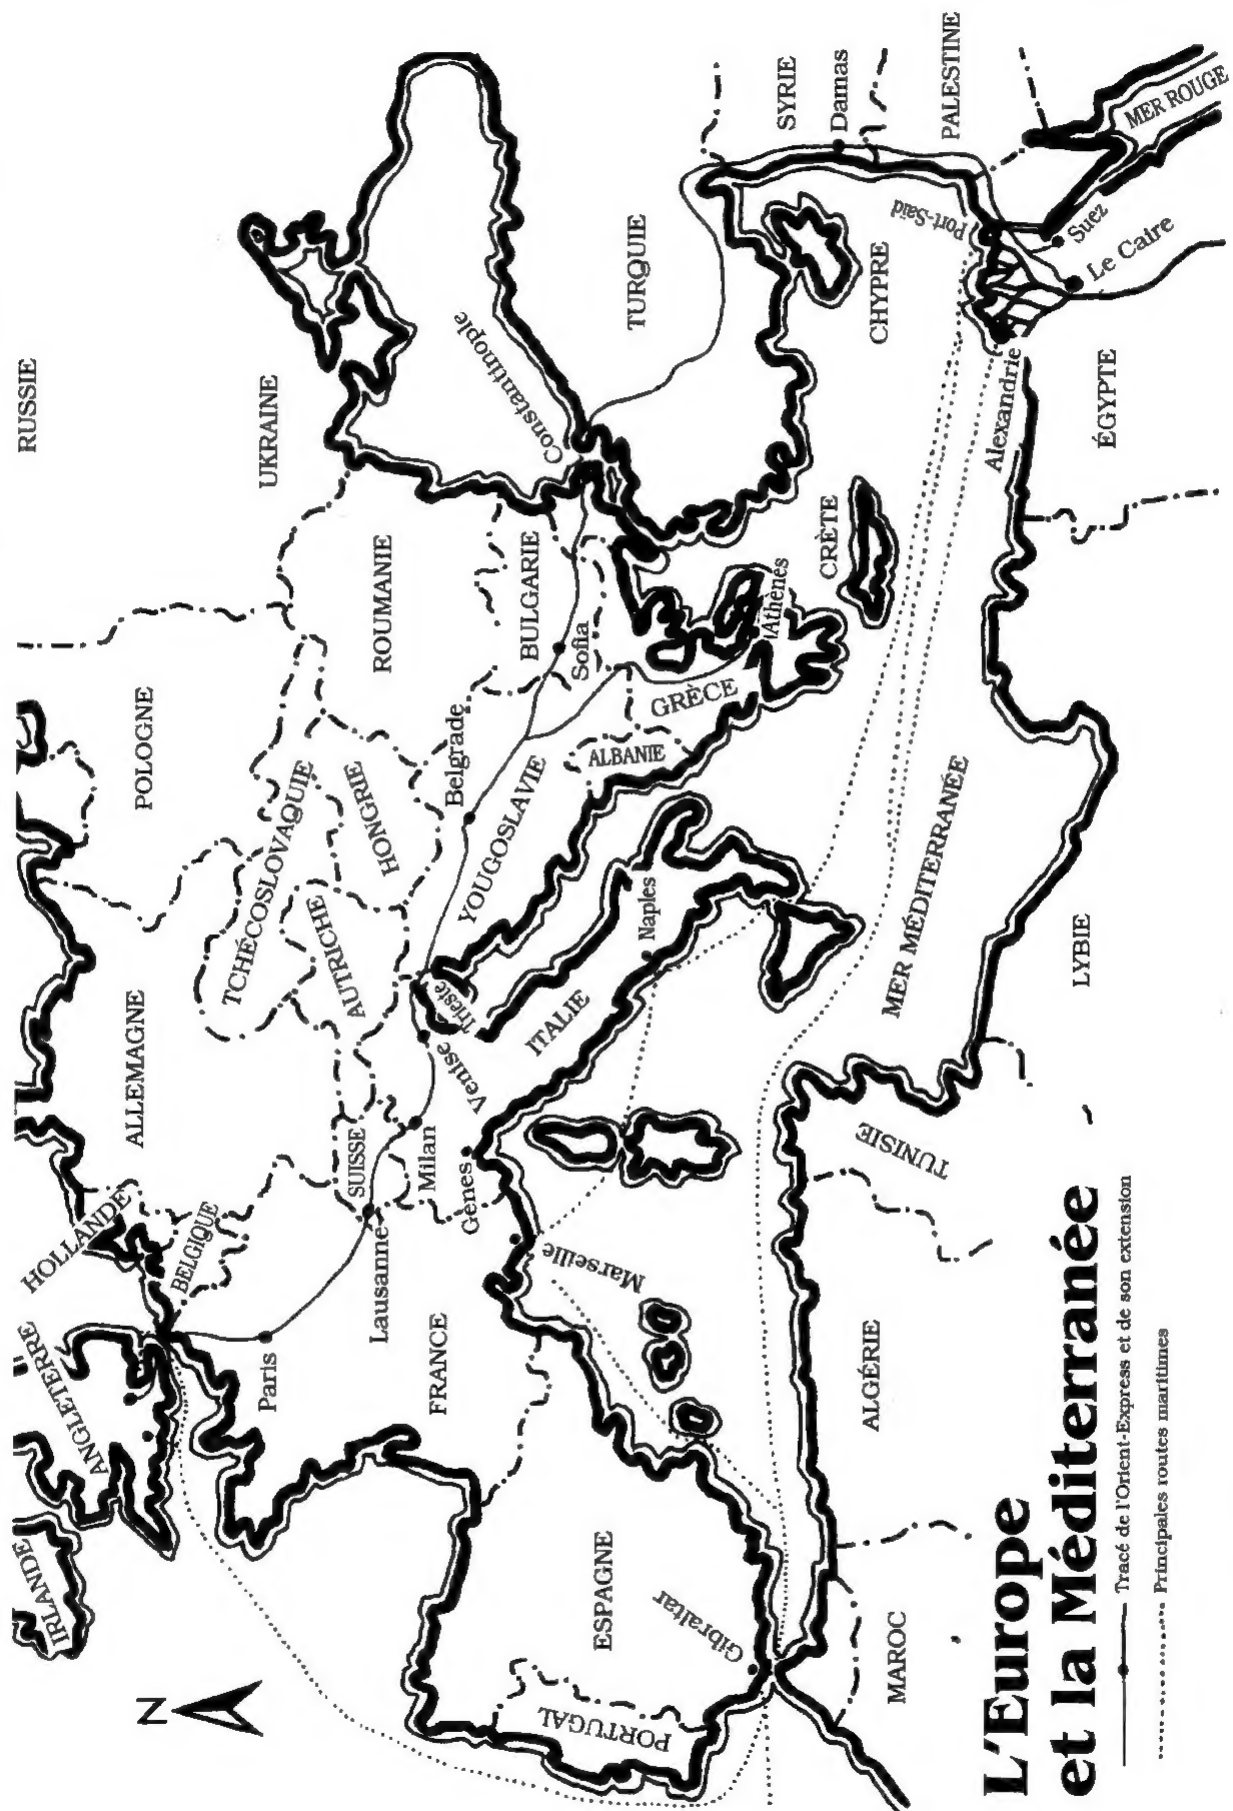 RUSSIE
IRLANDE
ANGLETERRE
HOLLANDE
BELGIQUE
ALLEMAGNE
POLOGNE
UKRAINE
N
Paris
TCHÉCOSLOVAQUIE
AUTRICHE
HONGRIE
ROUMANIE
Lausanne
SUISSE
FRANCE
Milan
Gênes
Venise
Trieste
Belgrade
YOUGOSLAVIE
BULGARIE
Sofia
Constantinople
Marseille
ITALIE
Naples
ALBANIE
GRÈCE
Athènes
TURQUIE
PORTUGAL
ESPAGNE
Gibraltar
CRÈTE
CHYPRE
SYRIE
Damas
PALESTINE
MAROC
ALGÉRIE
TUNISIE
MER MÉDITERRANÉE
LYBIE
Alexandrie
Port-Said
Suez
Le Caire
ÉGYPTE
MER ROUGE
L'Europe
et la Méditerranée
Tracé de l'Orient-Express et de son extension
Principales routes maritimes